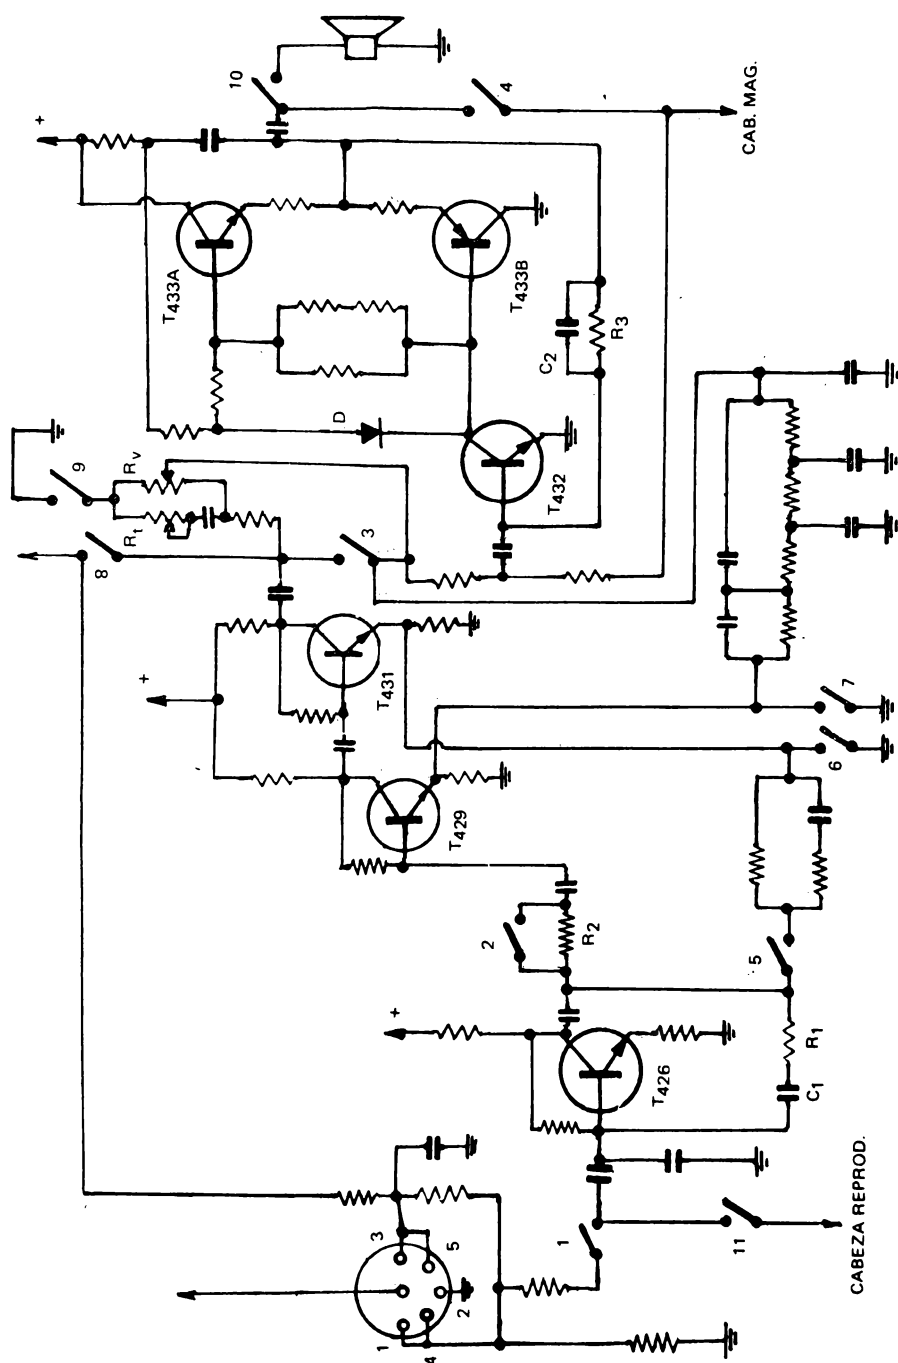 1
4
3
5
2
1
11
CABEZA REPROD.
+
T426
C1
R1
2
R2
5
6
7
T429
+
T431
8
Rt
Rv
9
3
D
T432
C2
R3
T433A
T433B
+
10
4
CAB. MAG.